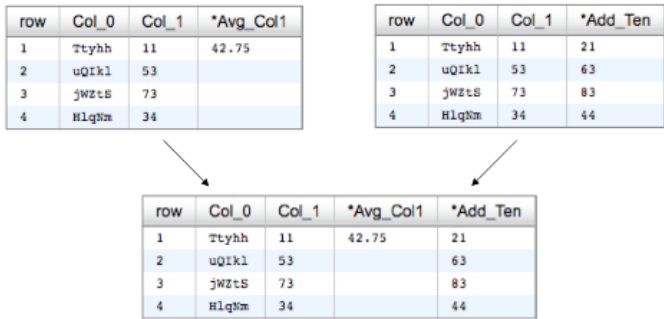 row Col_0 Col_1 *Avg_Col1
1 Ttyhh 11 42.75
2 uQIkl 53
3 jWZtS 73
4 HlqNm 34
row Col_0 Col_1 *Add_Ten
1 Ttyhh 11 21
2 uQIkl 53 63
3 jWZtS 73 83
4 HlqNm 34 44
row Col_0 Col_1 *Avg_Col1 *Add_Ten
1 Ttyhh 11 42.75 21
2 uQIkl 53 63
3 jWZtS 73 83
4 HlqNm 34 44